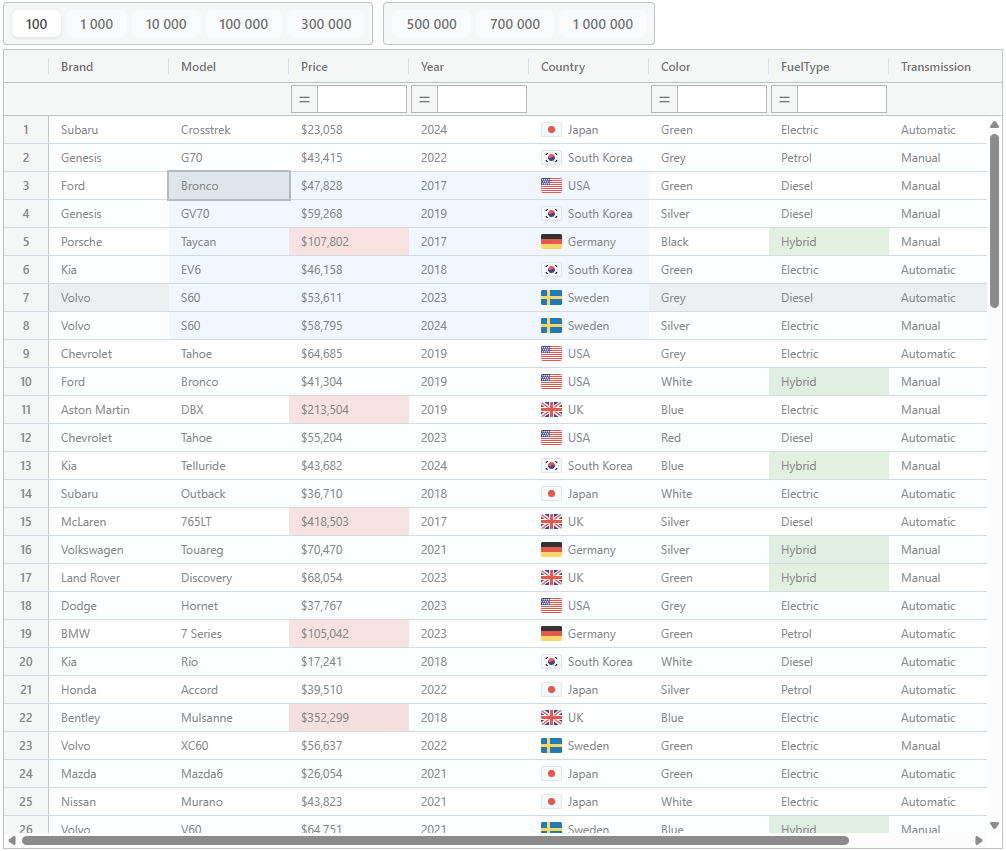 100 1 000 10 000 100 000 300 000 500 000 700 000 1 000 000
Brand Model Price Year Country Color FuelType Transmission
= = = =
1 Subaru Crosstrek $23,058 2024 Japan Green Electric Automatic
2 Genesis G70 $43,415 2022 South Korea Grey Petrol Manual
3 Ford Bronco $47,828 2017 USA Green Diesel Manual
4 Genesis GV70 $59,268 2019 South Korea Silver Diesel Manual
5 Porsche Taycan $107,802 2017 Germany Black Hybrid Manual
6 Kia EV6 $46,158 2018 South Korea Green Electric Automatic
7 Volvo S60 $53,611 2023 Sweden Grey Diesel Automatic
8 Volvo S60 $58,795 2024 Sweden Silver Electric Manual
9 Chevrolet Tahoe $64,685 2019 USA Grey Electric Automatic
10 Ford Bronco $41,304 2019 USA White Hybrid Manual
11 Aston Martin DBX $213,504 2019 UK Blue Electric Manual
12 Chevrolet Tahoe $55,204 2023 USA Red Diesel Automatic
13 Kia Telluride $43,682 2024 South Korea Blue Hybrid Manual
14 Subaru Outback $36,710 2018 Japan White Electric Automatic
15 McLaren 765LT $418,503 2017 UK Silver Diesel Automatic
16 Volkswagen Touareg $70,470 2021 Germany Silver Hybrid Manual
17 Land Rover Discovery $68,054 2023 UK Green Hybrid Manual
18 Dodge Hornet $37,767 2023 USA Grey Electric Automatic
19 BMW 7 Series $105,042 2023 Germany Green Petrol Automatic
20 Kia Rio $17,241 2018 South Korea White Diesel Automatic
21 Honda Accord $39,510 2022 Japan Silver Petrol Automatic
22 Bentley Mulsanne $352,299 2018 UK Blue Electric Automatic
23 Volvo XC60 $56,637 2022 Sweden Green Electric Manual
24 Mazda Mazda6 $26,054 2021 Japan Green Electric Automatic
25 Nissan Murano $43,823 2021 Japan White Electric Automatic
26 Volvo V60 $64,751 2021 Sweden Blue Hybrid Manual